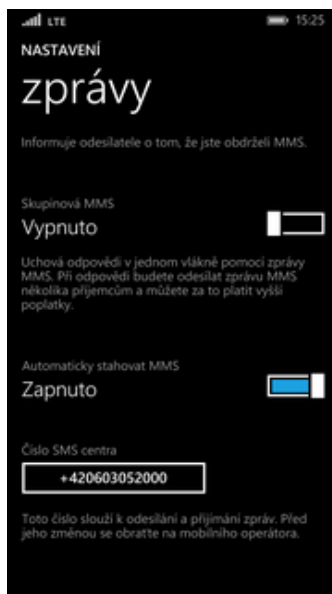 LTE 15:25
NASTAVENÍ
zprávy
Informuje odesílatele o tom, že jste obdrželi MMS.
Skupinová MMS
Vypnuto
Uchová odpovědi v jednom vlákně pomocí zprávy
MMS. Při odpovědi budete odesílat zprávu MMS
několika příjemcům a můžete za to platit vyšší
poplatky.
Automaticky stahovat MMS
Zapnuto
Číslo SMS centra
+420603052000
Toto číslo slouží k odesílání a přijímání zpráv. Před
jeho změnou se obraťte na mobilního operátora.